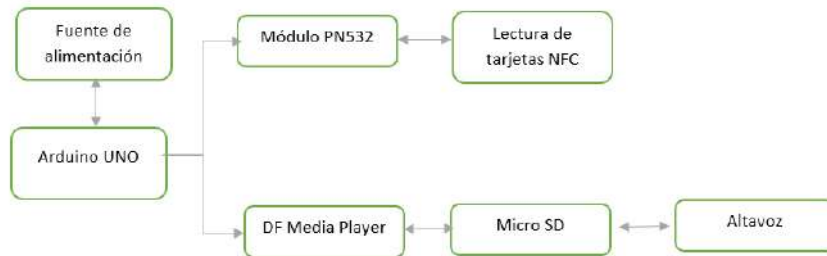 Fuente de
alimentación
Módulo PN532
Lectura de
tarjetas NFC
Arduino UNO
DF Media Player
Micro SD
Altavoz